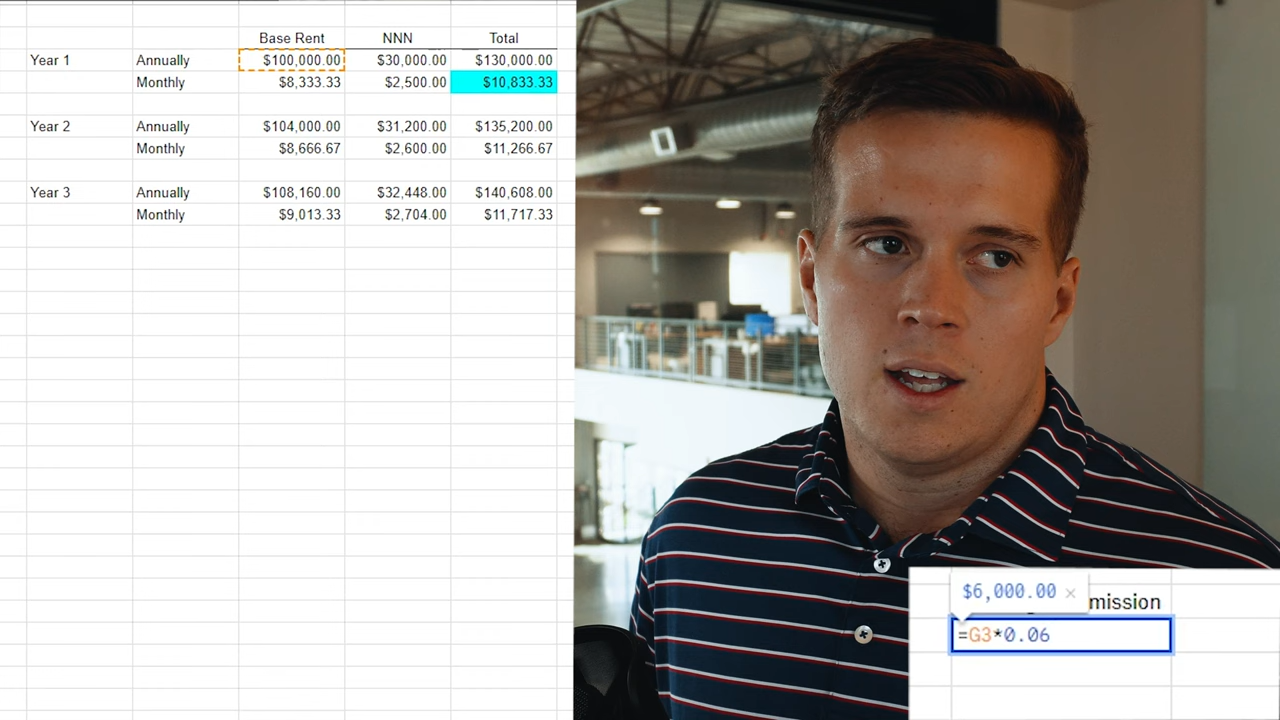 Base Rent NNN Total
Year 1 Annually $100,000.00 $30,000.00 $130,000.00
Monthly $8,333.33 $2,500.00 $10,833.33
Year 2 Annually $104,000.00 $31,200.00 $135,200.00
Monthly $8,666.67 $2,600.00 $11,266.67
Year 3 Annually $108,160.00 $32,448.00 $140,608.00
Monthly $9,013.33 $2,704.00 $11,717.33
$6,000.00 × mission
=G3*0.06